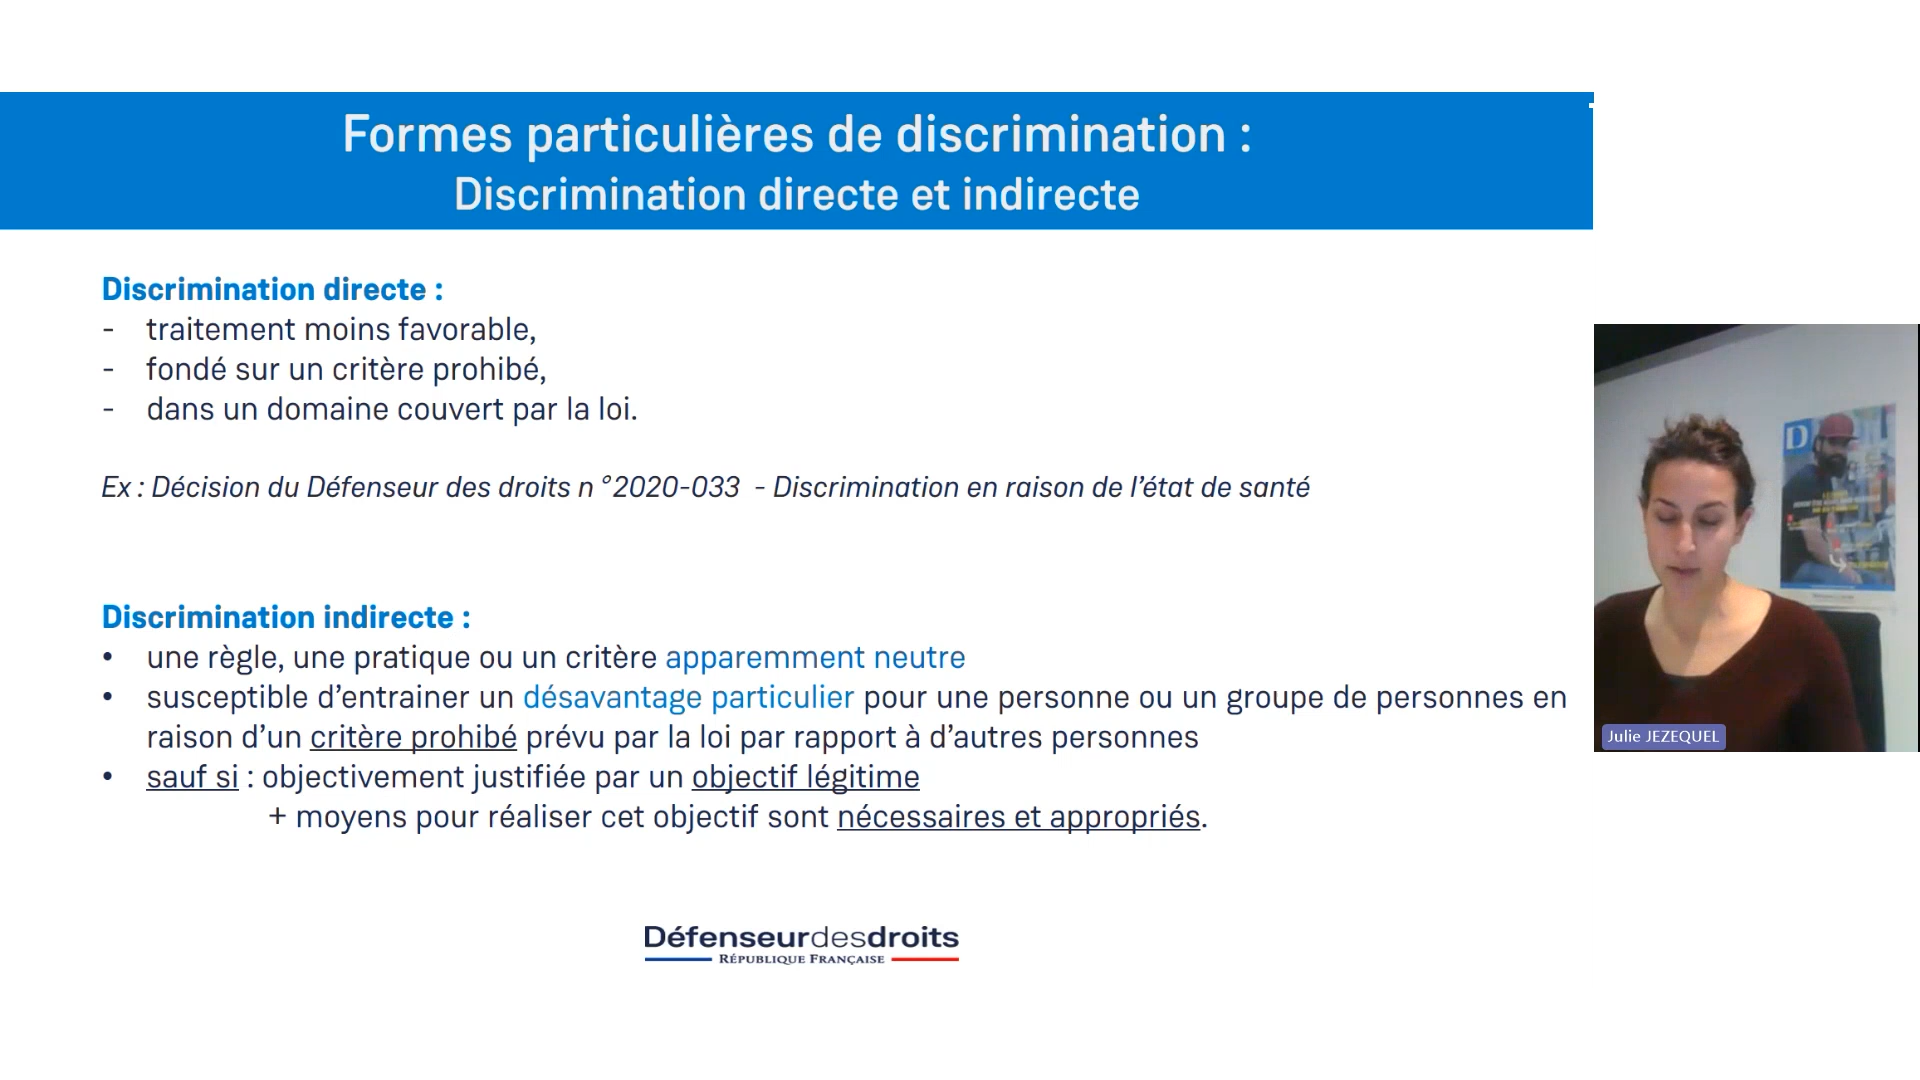 Formes particulières de discrimination :
Discrimination directe et indirecte
Discrimination directe :
- traitement moins favorable,
- fondé sur un critère prohibé,
- dans un domaine couvert par la loi.
Ex : Décision du Défenseur des droits n°2020-033 - Discrimination en raison de l’état de santé
Discrimination indirecte :
• une règle, une pratique ou un critère apparemment neutre
• susceptible d’entrainer un désavantage particulier pour une personne ou un groupe de personnes en
raison d’un critère prohibé prévu par la loi par rapport à d’autres personnes
• sauf si : objectivement justifiée par un objectif légitime
+ moyens pour réaliser cet objectif sont nécessaires et appropriés.
Défenseurdesdroits
RÉPUBLIQUE FRANÇAISE
D
Julie JEZEQUEL